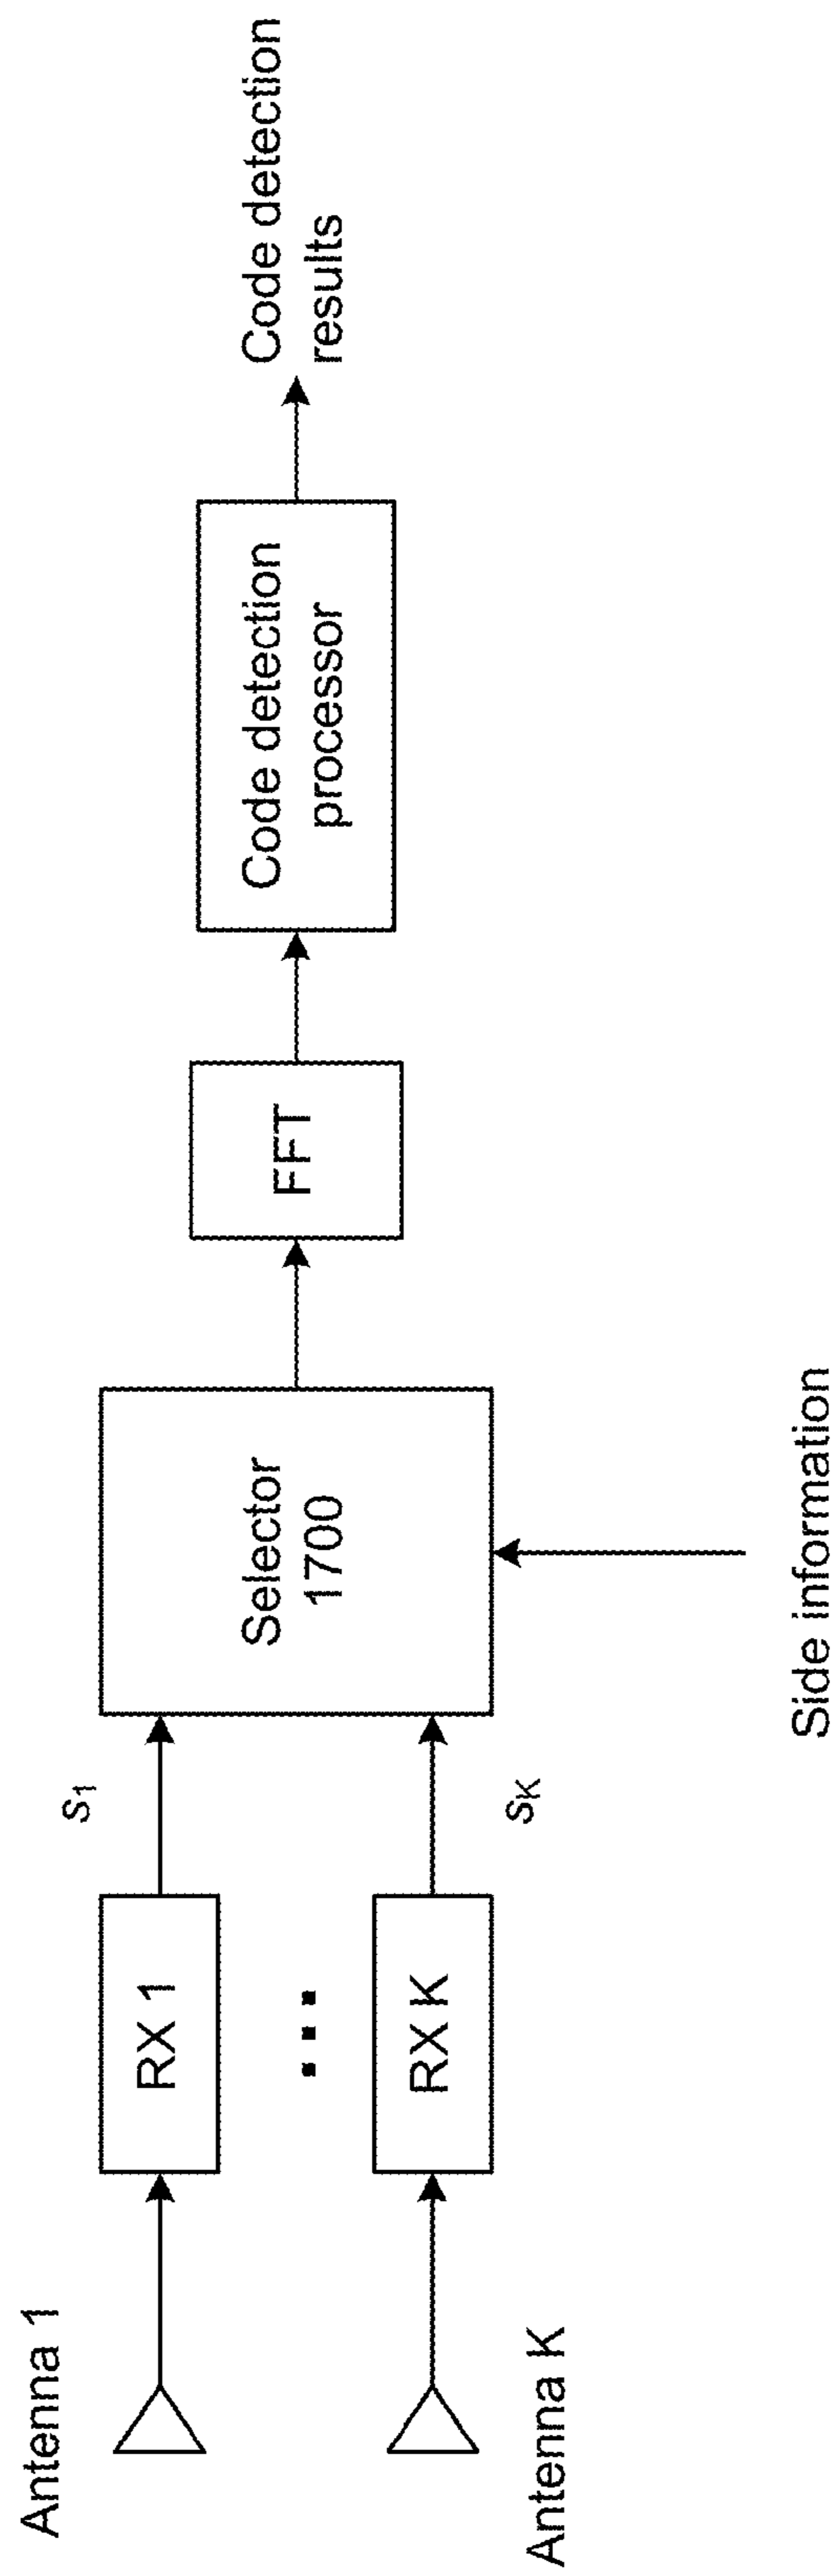 Antenna 1
RX 1
s1
Antenna K
RX K
sK
Selector
1700
Side information
FFT
Code detection
processor
Code detection
results